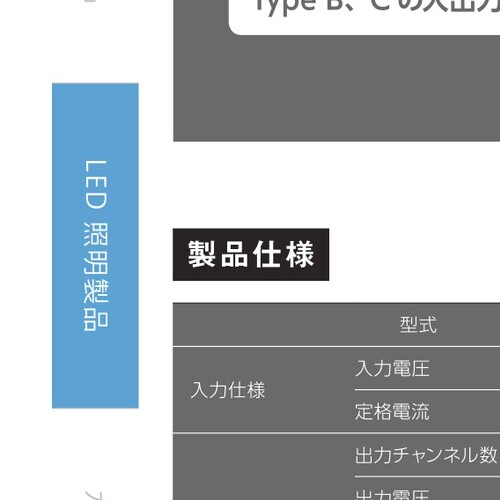 Type B、Cの入出力
LED 照明製品
製品仕様
型式
入力仕様
入力電圧
定格電流
出力チャンネル数
出力電圧